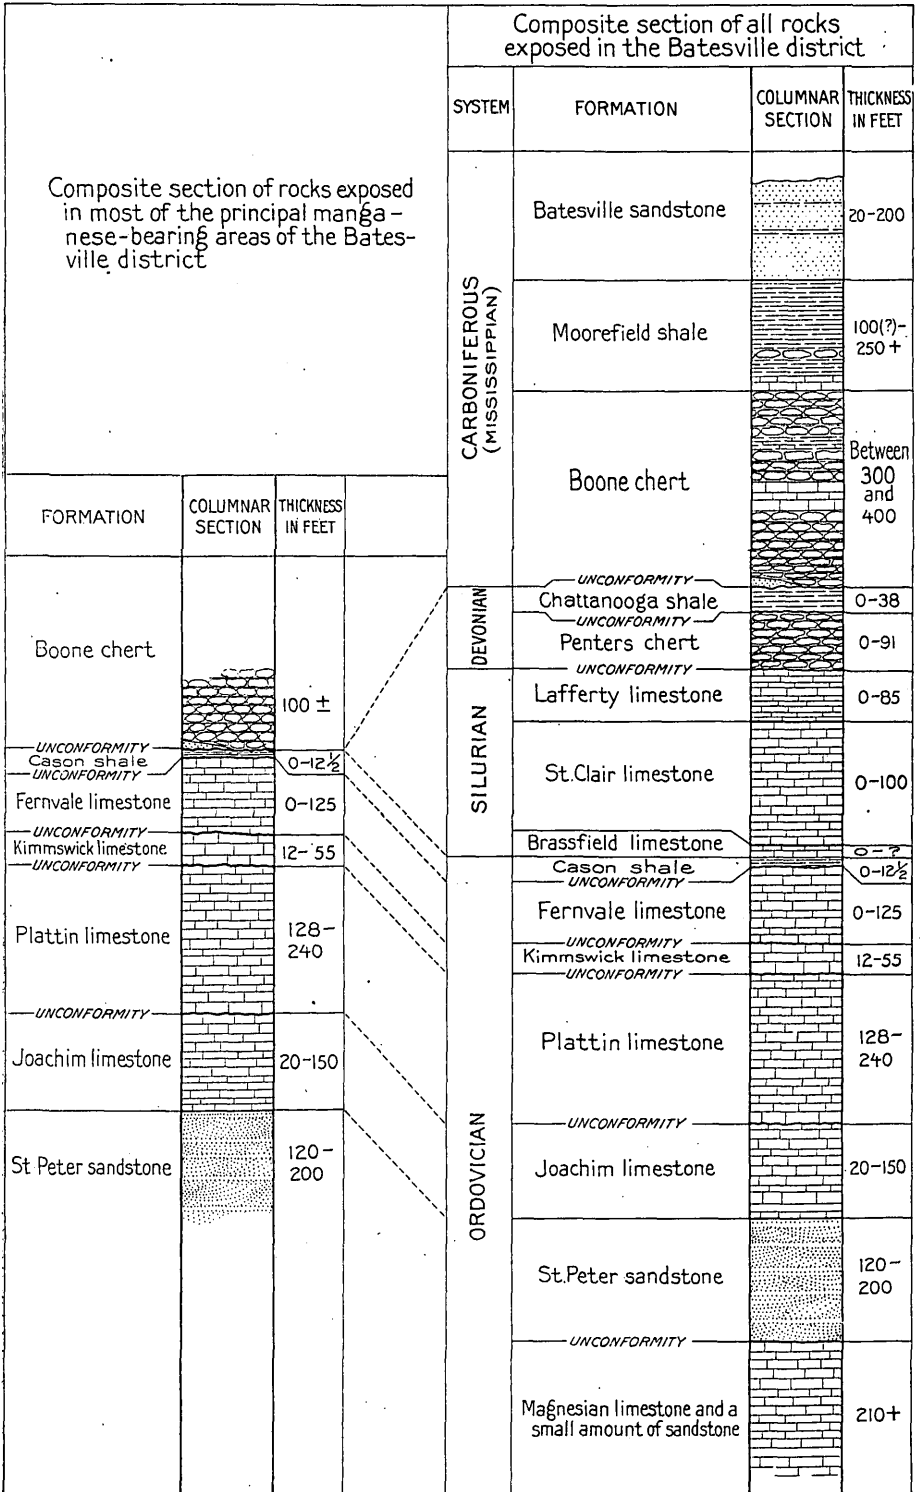 Composite section of all rocks
exposed in the Batesville district
SYSTEM
FORMATION
COLUMNAR
SECTION
THICKNESS
IN FEET
CARBONIFEROUS
(MISSISSIPPIAN)
Batesville sandstone
20-200
Moorefield shale
100(?)-
250+
Boone chert
Between
300
and
400
UNCONFORMITY
DEVONIAN
Chattanooga shale
0-38
UNCONFORMITY
Penters chert
0-91
UNCONFORMITY
SILURIAN
Lafferty limestone
0-85
St.Clair limestone
0-100
Brassfield limestone
0-?
ORDOVICIAN
Cason shale
0-12½
UNCONFORMITY
Fernvale limestone
0-125
UNCONFORMITY
Kimmswick limestone
12-55
UNCONFORMITY
Plattin limestone
128-
240
UNCONFORMITY
Joachim limestone
20-150
St.Peter sandstone
120-
200
UNCONFORMITY
Magnesian limestone and a
small amount of sandstone
210+
Composite section of rocks exposed
in most of the principal manga-
nese-bearing areas of the Bates-
ville district
FORMATION
COLUMNAR
SECTION
THICKNESS
IN FEET
Boone chert
100 ±
UNCONFORMITY
Cason shale
0-12½
UNCONFORMITY
Fernvale limestone
0-125
UNCONFORMITY
Kimmswick limestone
12-55
UNCONFORMITY
Plattin limestone
128-
240
UNCONFORMITY
Joachim limestone
20-150
St Peter sandstone
120-
200